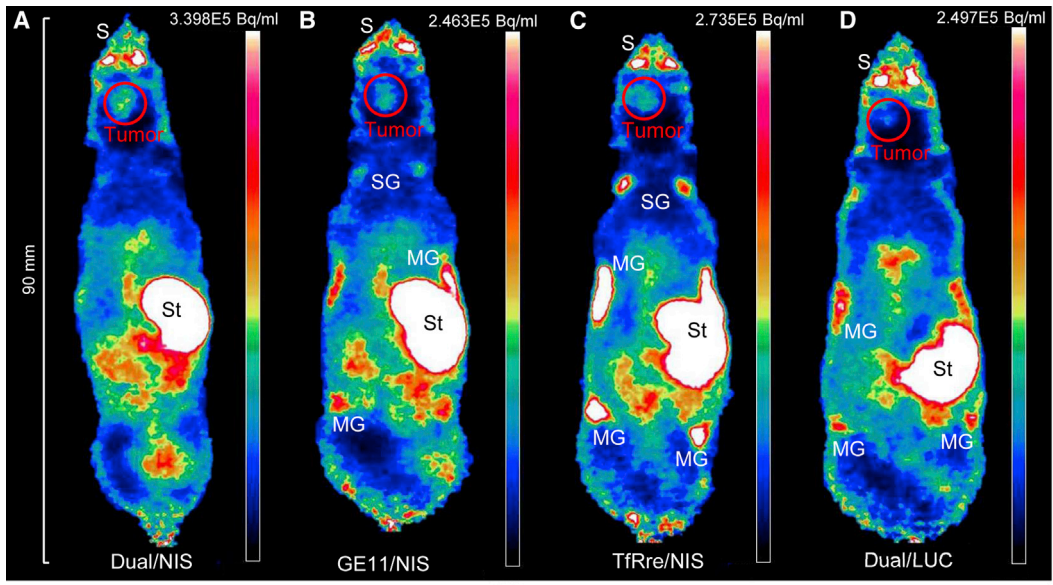 A
3.398E5 Bq/ml
S
Tumor
90 mm
St
Dual/NIS
B
2.463E5 Bq/ml
S
Tumor
SG
MG
St
MG
GE11/NIS
C
2.735E5 Bq/ml
S
Tumor
SG
MG
St
MG
MG
TfRre/NIS
D
2.497E5 Bq/ml
S
Tumor
MG
St
MG
MG
Dual/LUC